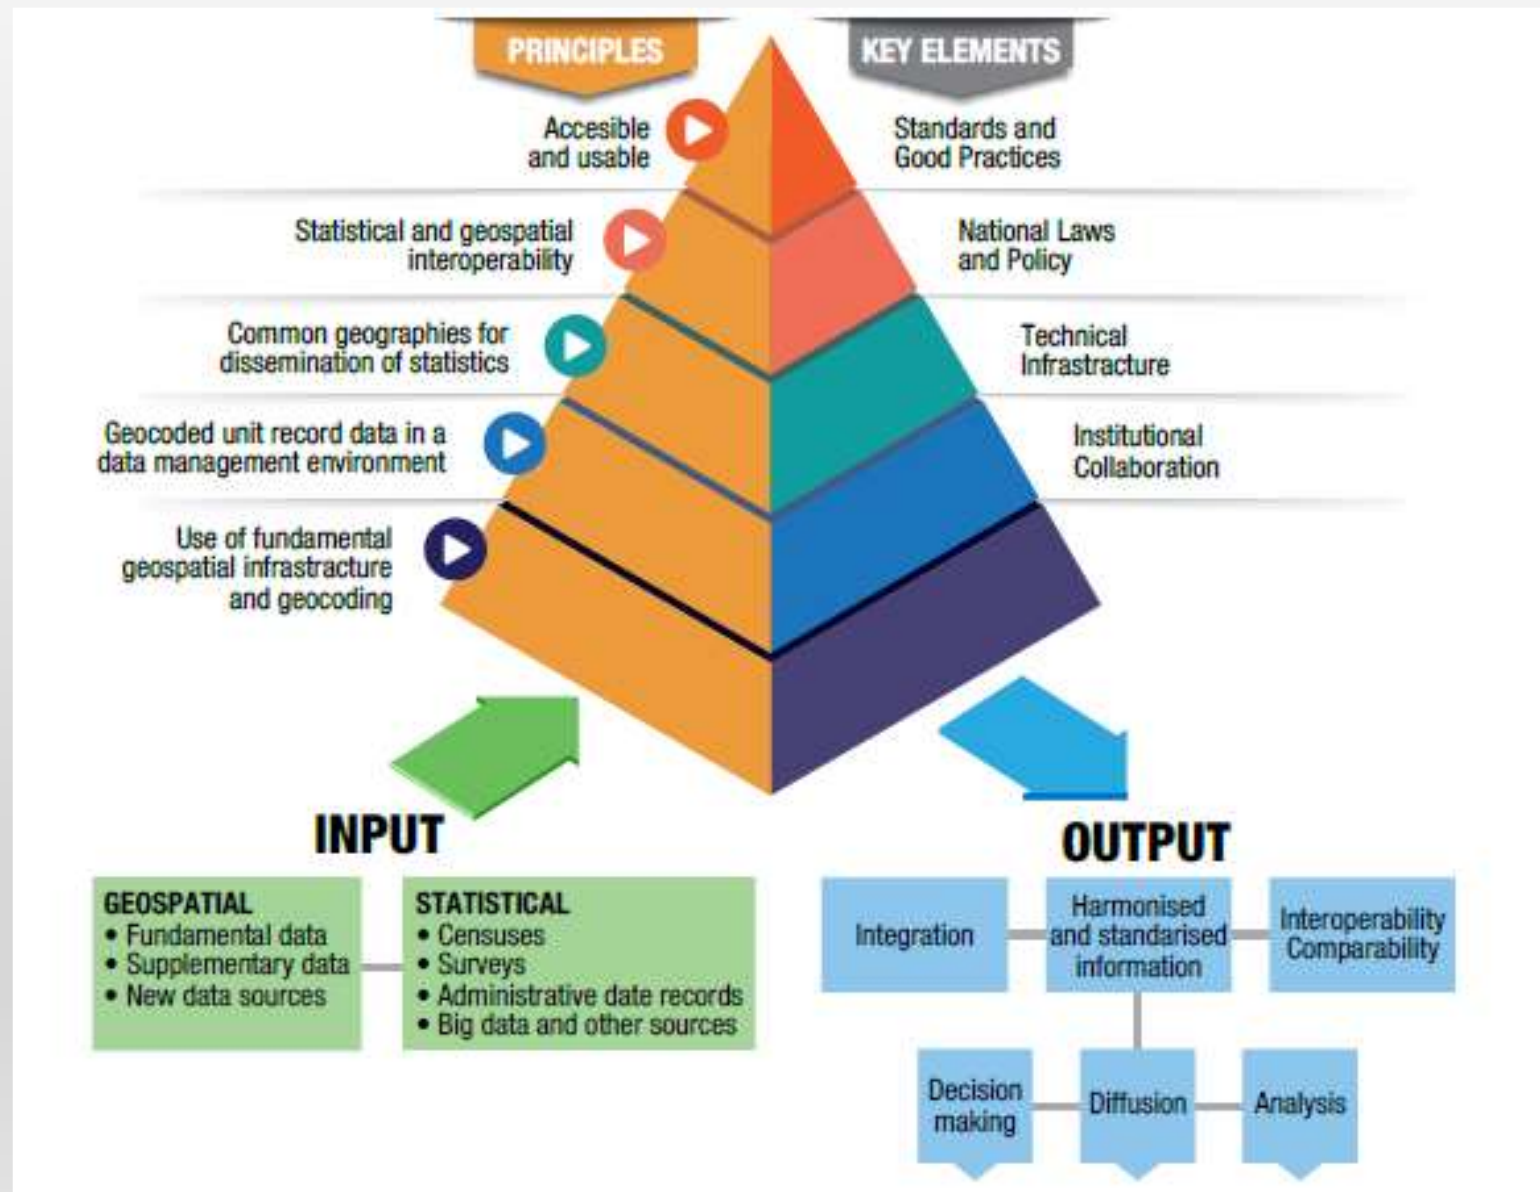 PRINCIPLES
KEY ELEMENTS
Accesible
and usable
Standards and
Good Practices
Statistical and geospatial
interoperability
National Laws
and Policy
Common geographies for
dissemination of statistics
Technical
Infrastracture
Geocoded unit record data in a
data management environment
Institutional
Collaboration
Use of fundamental
geospatial infrastracture
and geocoding
INPUT
GEOSPATIAL
• Fundamental data
• Supplementary data
• New data sources
STATISTICAL
• Censuses
• Surveys
• Administrative date records
• Big data and other sources
OUTPUT
Integration
Harmonised
and standarised
information
Interoperability
Comparability
Decision
making
Diffusion
Analysis